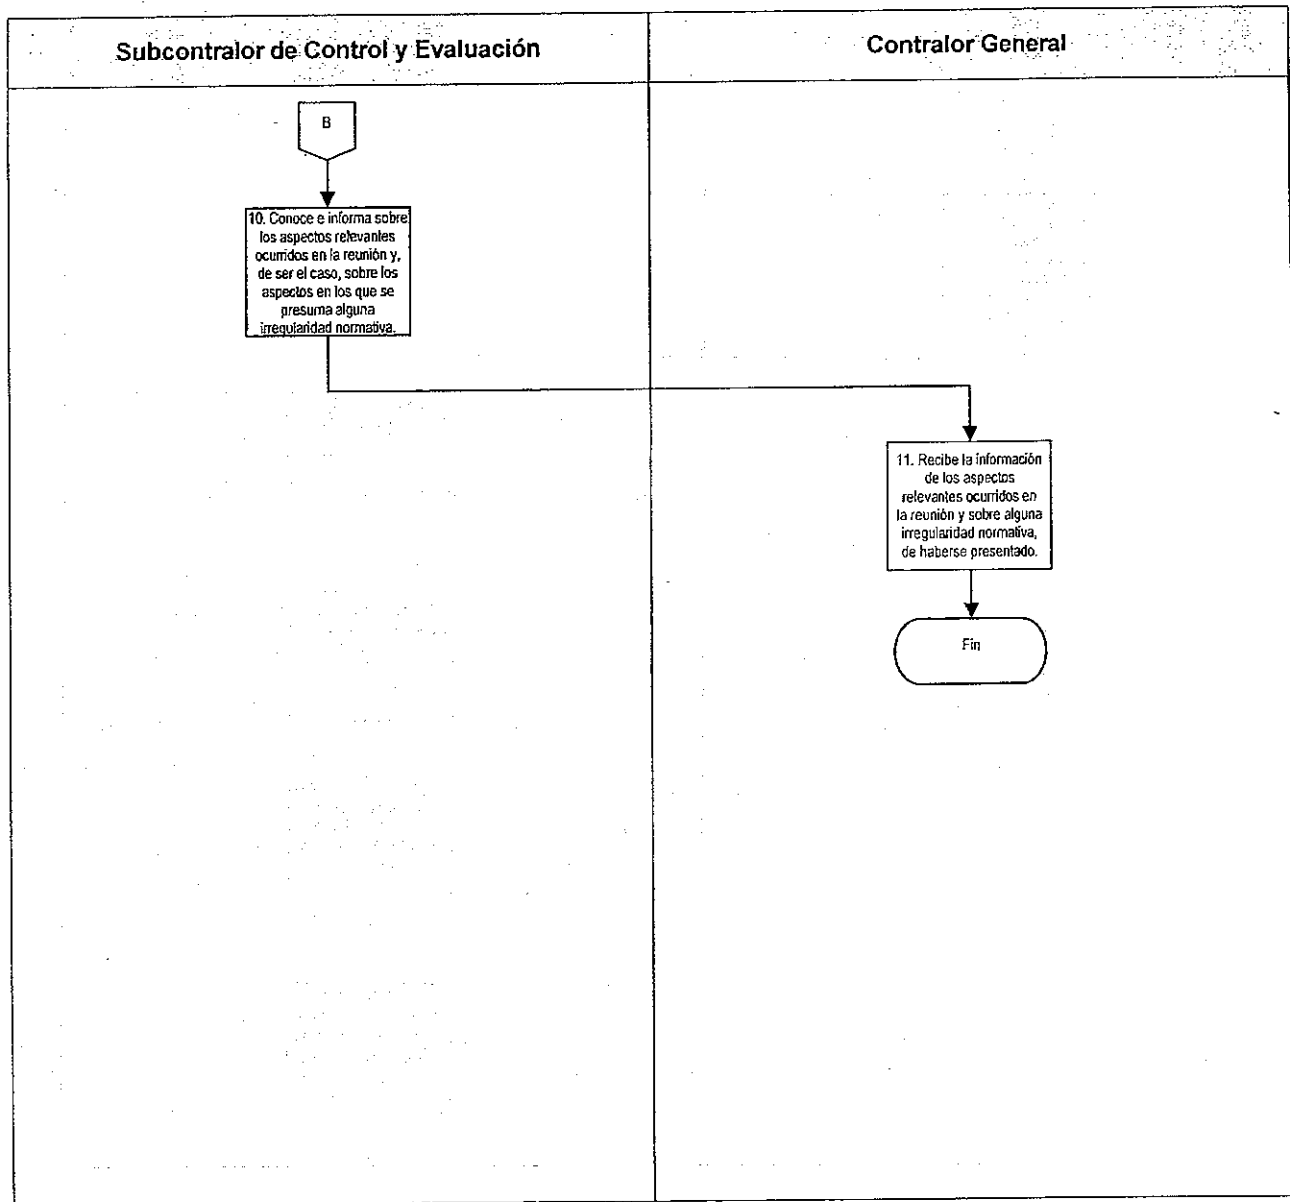 Subcontralor de Control y Evaluación
Contralor General
B
10. Conoce e informa sobre
los aspectos relevantes
ocurridos en la reunión y,
de ser el caso, sobre los
aspectos en los que se
presuma alguna
irregularidad normativa.
11. Recibe la información
de los aspectos
relevantes ocurridos en
la reunión y sobre alguna
irregularidad normativa,
de haberse presentado.
Fin